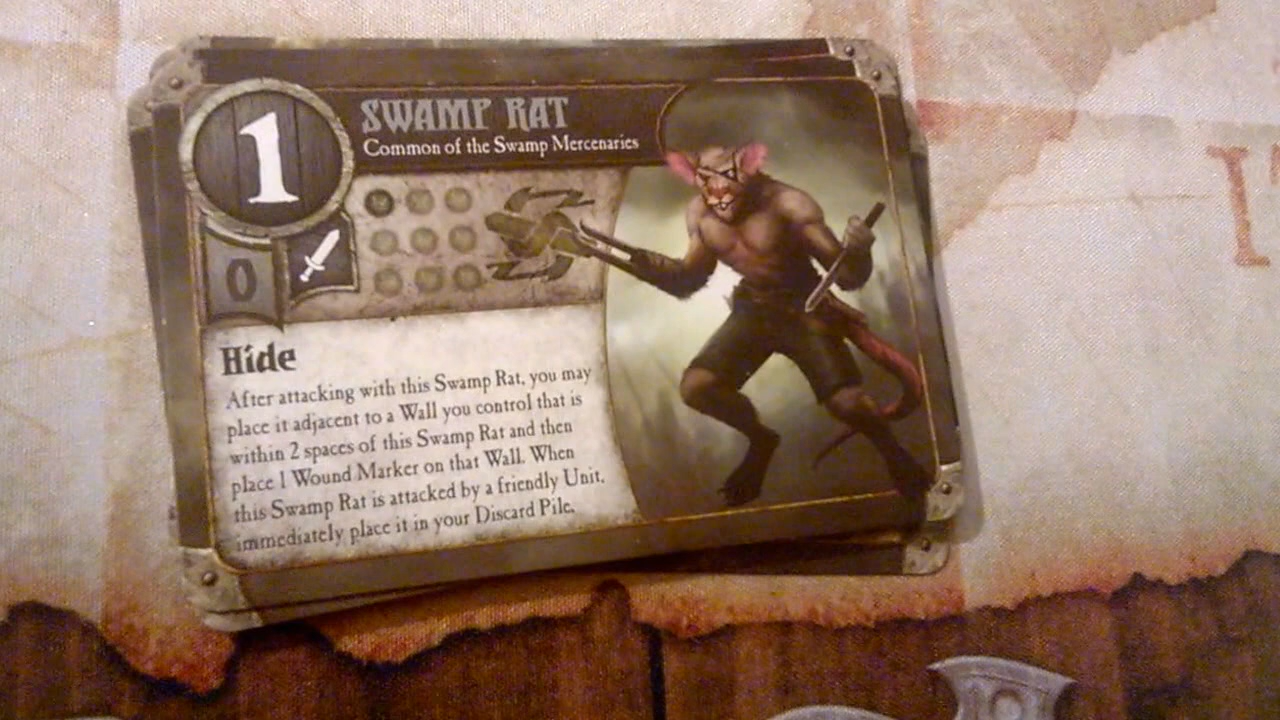 1
SWAMP RAT
Common of the Swamp Mercenaries
0
Hide
After attacking with this Swamp Rat, you may
place it adjacent to a Wall you control that is
within 2 spaces of this Swamp Rat and then
place 1 Wound Marker on that Wall. When
this Swamp Rat is attacked by a friendly Unit,
immediately place it in your Discard Pile.